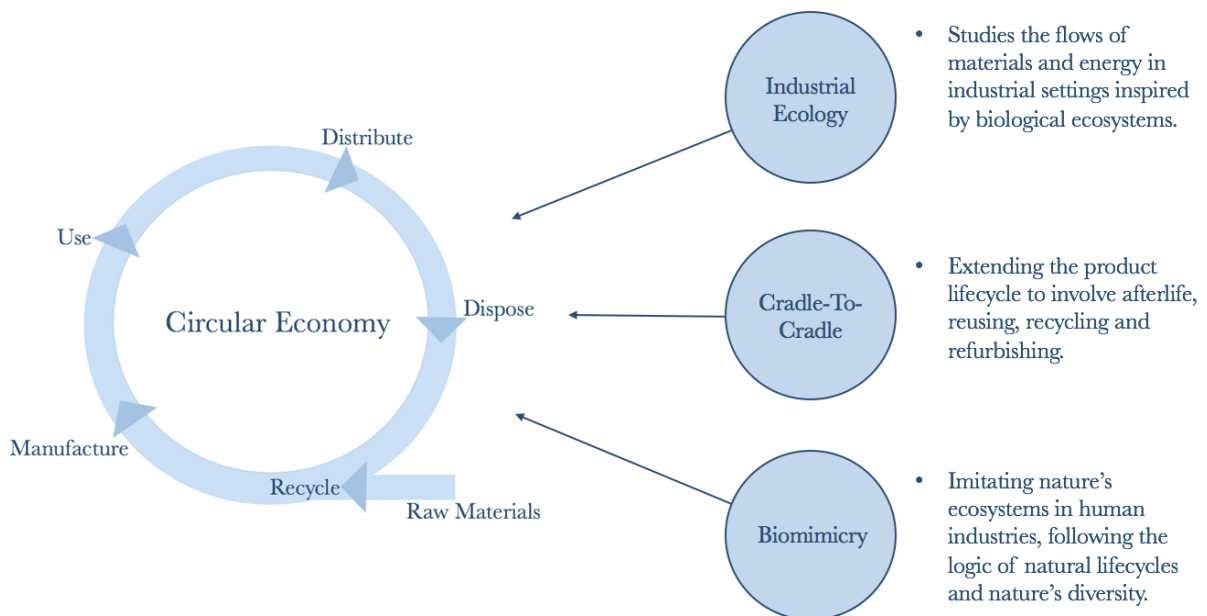 Distribute
Use
Dispose
Circular Economy
Manufacture
Recycle
Raw Materials
Industrial
Ecology
• Studies the flows of
materials and energy in
industrial settings inspired
by biological ecosystems.
Cradle-To-
Cradle
• Extending the product
lifecycle to involve afterlife,
reusing, recycling and
refurbishing.
Biomimicry
• Imitating nature’s
ecosystems in human
industries, following the
logic of natural lifecycles
and nature’s diversity.